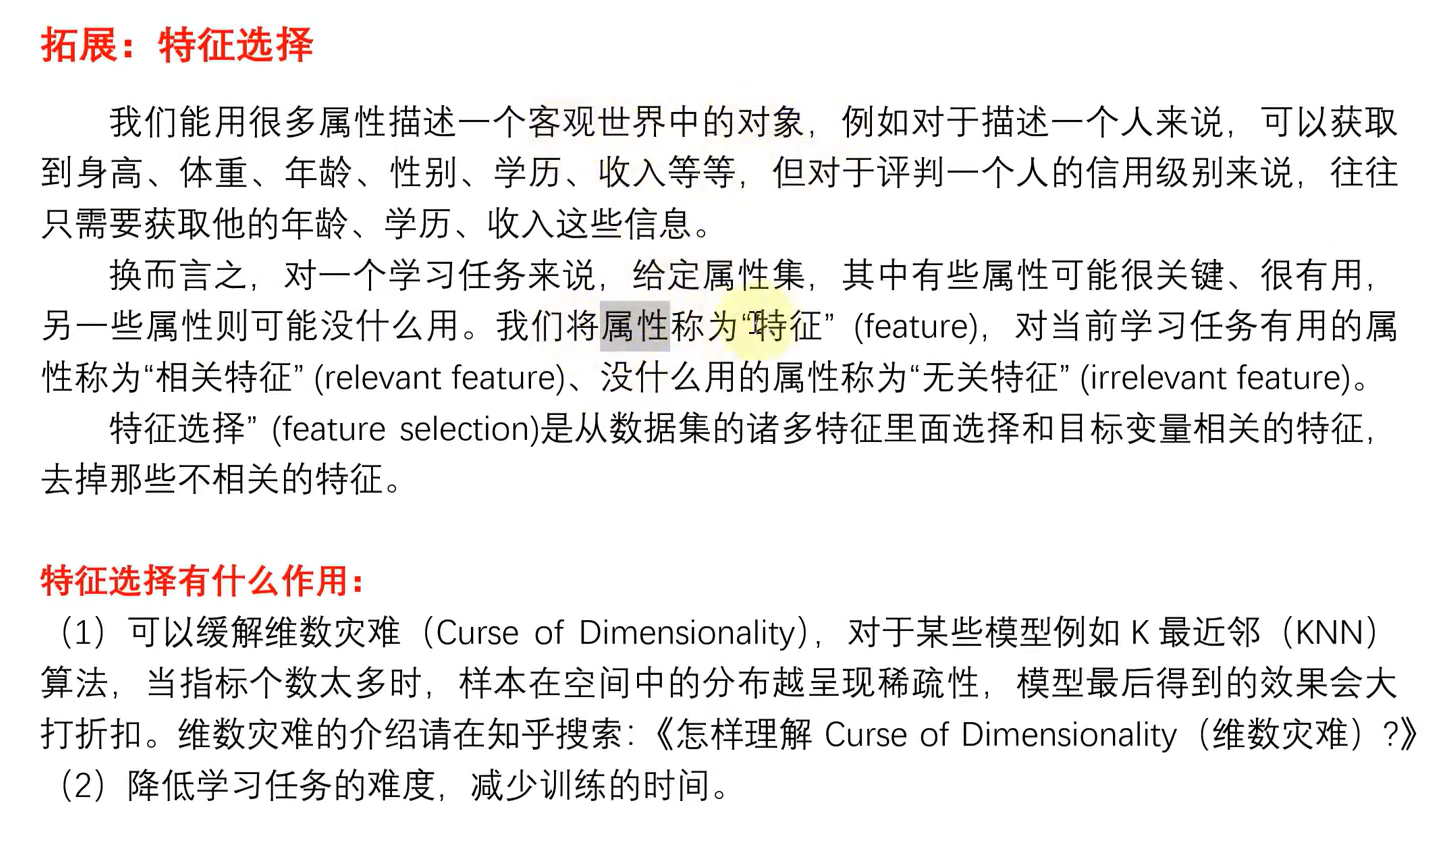 拓展：特征选择
我们能用很多属性描述一个客观世界中的对象，例如对于描述一个人来说，可以获取
到身高、体重、年龄、性别、学历、收入等等，但对于评判一个人的信用级别来说，往往
只需要获取他的年龄、学历、收入这些信息。
换而言之，对一个学习任务来说，给定属性集，其中有些属性可能很关键、很有用，
另一些属性则可能没什么用。我们将属性称为“特征” (feature)，对当前学习任务有用的属
性称为“相关特征” (relevant feature)、没什么用的属性称为“无关特征” (irrelevant feature)。
特征选择” (feature selection)是从数据集的诸多特征里面选择和目标变量相关的特征，
去掉那些不相关的特征。
特征选择有什么作用：
（1）可以缓解维数灾难（Curse of Dimensionality），对于某些模型例如 K 最近邻（KNN）
算法，当指标个数太多时，样本在空间中的分布越呈现稀疏性，模型最后得到的效果会大
打折扣。维数灾难的介绍请在知乎搜索：《怎样理解 Curse of Dimensionality（维数灾难）?》
（2）降低学习任务的难度，减少训练的时间。